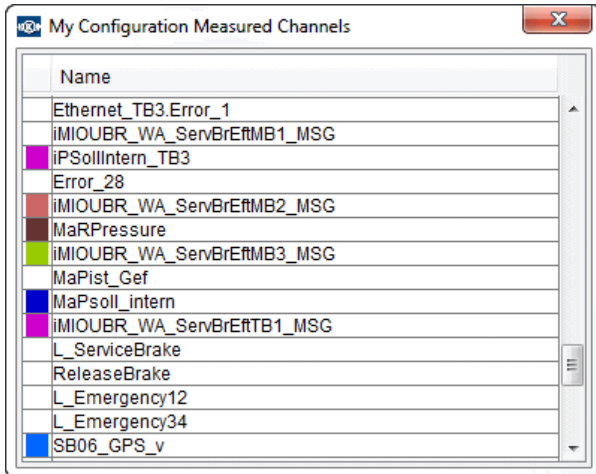 My Configuration Measured Channels
Name
Ethernet_TB3.Error_1
iMIOUBR_WA_ServBrEftMB1_MSG
iPSollIntern_TB3
Error_28
iMIOUBR_WA_ServBrEftMB2_MSG
MaRPressure
iMIOUBR_WA_ServBrEftMB3_MSG
MaPist_Gef
MaPsoll_intern
iMIOUBR_WA_ServBrEftTB1_MSG
L_ServiceBrake
ReleaseBrake
L_Emergency12
L_Emergency34
SB06_GPS_v